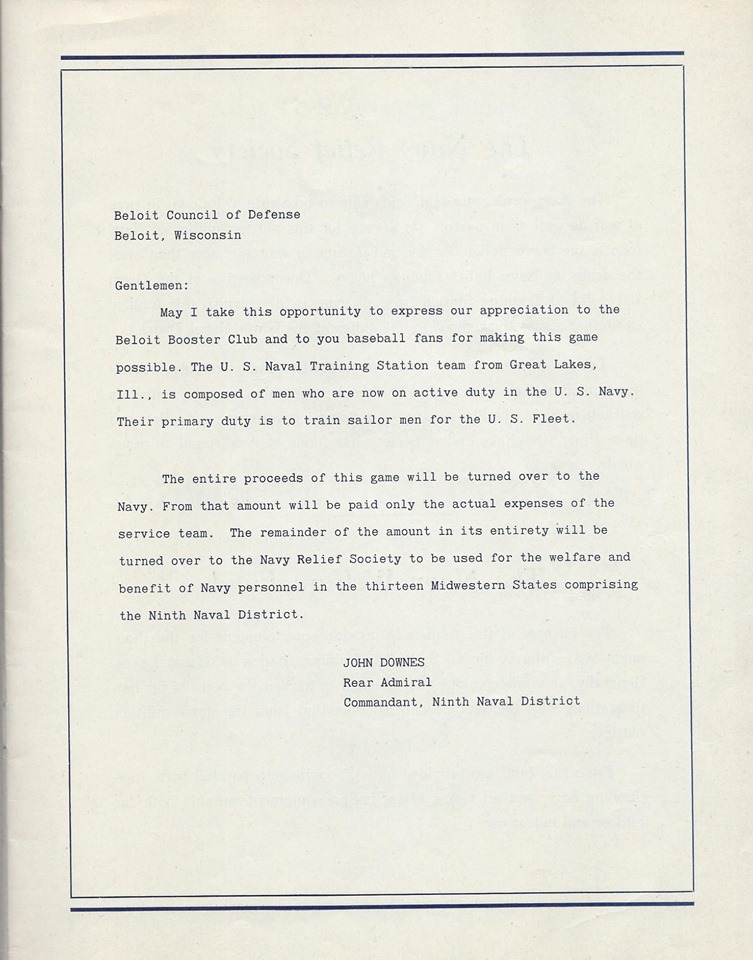 Beloit Council of Defense
Beloit, Wisconsin
Gentlemen:
May I take this opportunity to express our appreciation to the
Beloit Booster Club and to you baseball fans for making this game
possible. The U. S. Naval Training Station team from Great Lakes,
Ill., is composed of men who are now on active duty in the U. S. Navy.
Their primary duty is to train sailor men for the U. S. Fleet.
The entire proceeds of this game will be turned over to the
Navy. From that amount will be paid only the actual expenses of the
service team. The remainder of the amount in its entirety will be
turned over to the Navy Relief Society to be used for the welfare and
benefit of Navy personnel in the thirteen Midwestern States comprising
the Ninth Naval District.
JOHN DOWNES
Rear Admiral
Commandant, Ninth Naval District